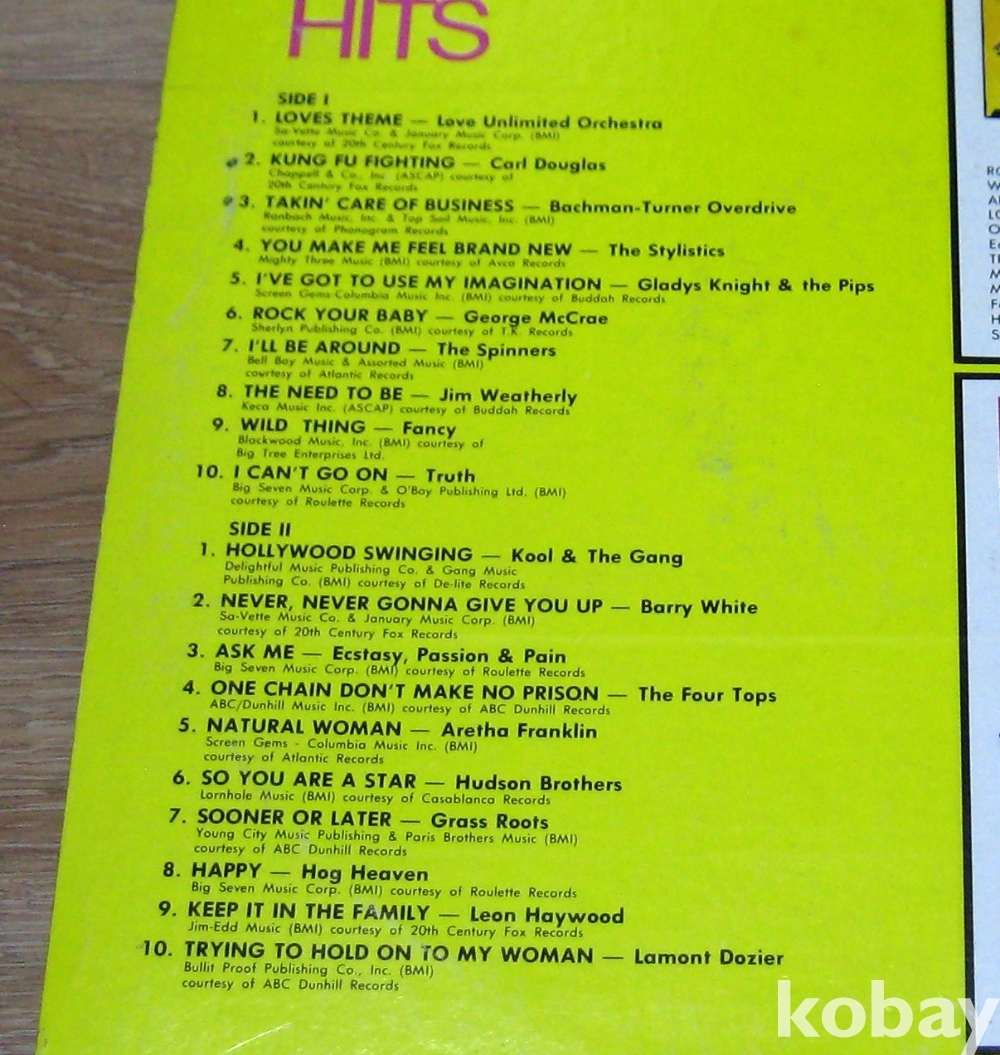 HITS
SIDE I
1. LOVES THEME — Love Unlimited Orchestra
Sa-Vette Music Co. & January Music Corp. (BMI)
courtesy of 20th Century Fox Records
2. KUNG FU FIGHTING — Carl Douglas
Chappell & Co., Inc (ASCAP) courtesy of
20th Century Fox Records
3. TAKIN' CARE OF BUSINESS — Bachman-Turner Overdrive
Ranbach Music, Inc. & Top Soil Music, Inc. (BMI)
courtesy of Phonogram Records
4. YOU MAKE ME FEEL BRAND NEW — The Stylistics
Mighty Three Music (BMI) courtesy of Avco Records
5. I'VE GOT TO USE MY IMAGINATION — Gladys Knight & the Pips
Screen Gems-Columbia Music Inc. (BMI) courtesy of Buddah Records
6. ROCK YOUR BABY — George McCrae
Sherlyn Publishing Co. (BMI) courtesy of T.K. Records
7. I'LL BE AROUND — The Spinners
Bell Boy Music & Assorted Music (BMI)
courtesy of Atlantic Records
8. THE NEED TO BE — Jim Weatherly
Keca Music Inc. (ASCAP) courtesy of Buddah Records
9. WILD THING — Fancy
Blackwood Music, Inc. (BMI) courtesy of
Big Tree Enterprises Ltd.
10. I CAN'T GO ON — Truth
Big Seven Music Corp. & O'Boy Publishing Ltd. (BMI)
courtesy of Roulette Records
SIDE II
1. HOLLYWOOD SWINGING — Kool & The Gang
Delightful Music Publishing Co. & Gang Music
Publishing Co. (BMI) courtesy of De-lite Records
2. NEVER, NEVER GONNA GIVE YOU UP — Barry White
Sa-Vette Music Co. & January Music Corp. (BMI)
courtesy of 20th Century Fox Records
3. ASK ME — Ecstasy, Passion & Pain
Big Seven Music Corp. (BMI) courtesy of Roulette Records
4. ONE CHAIN DON'T MAKE NO PRISON — The Four Tops
ABC/Dunhill Music Inc. (BMI) courtesy of ABC Dunhill Records
5. NATURAL WOMAN — Aretha Franklin
Screen Gems - Columbia Music Inc. (BMI)
courtesy of Atlantic Records
6. SO YOU ARE A STAR — Hudson Brothers
Lornhole Music (BMI) courtesy of Casablanca Records
7. SOONER OR LATER — Grass Roots
Young City Music Publishing & Paris Brothers Music (BMI)
courtesy of ABC Dunhill Records
8. HAPPY — Hog Heaven
Big Seven Music Corp. (BMI) courtesy of Roulette Records
9. KEEP IT IN THE FAMILY — Leon Haywood
Jim-Edd Music (BMI) courtesy of 20th Century Fox Records
10. TRYING TO HOLD ON TO MY WOMAN — Lamont Dozier
Bullit Proof Publishing Co., Inc. (BMI)
courtesy of ABC Dunhill Records
kobay